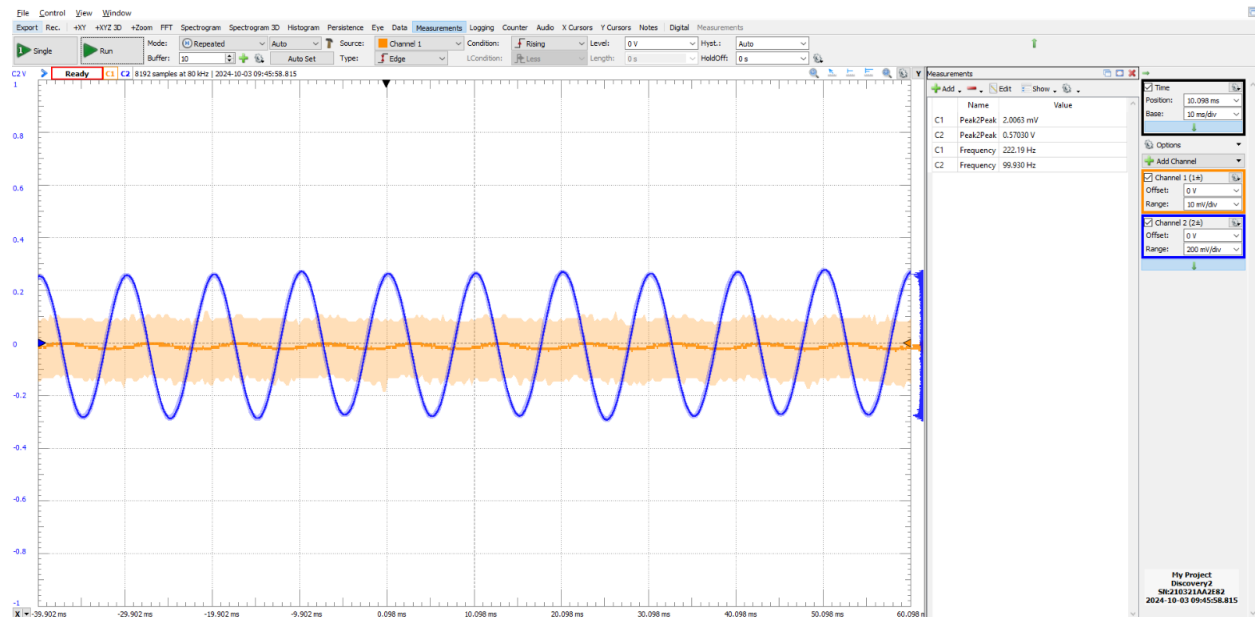 File Control View Window
Export Rec. +XY +XYZ 3D +Zoom FFT Spectrogram Spectrogram 3D Histogram Persistence Eye Data Measurements Logging Counter Audio X Cursors Y Cursors Notes Digital Measurements
Single Run Mode: Repeated Auto Source: Channel 1 Condition: Rising Level: 0 V Hyst.: Auto
Buffer: 10 Auto Set Type: Edge LCondition: Less Length: 0 s HoldOff: 0 s
C2 V Ready C1 C2 8192 samples at 80 kHz | 2024-10-03 09:45:58.815 Y
1
0.8
0.6
0.4
0.2
0
-0.2
-0.4
-0.6
-0.8
-1
X -39.902 ms -29.902 ms -19.902 ms -9.902 ms 0.098 ms 10.098 ms 20.098 ms 30.098 ms 40.098 ms 50.098 ms 60.098 m
Measurements
Add Edit Show
Name Value
C1 Peak2Peak 2.0063 mV
C2 Peak2Peak 0.57030 V
C1 Frequency 222.19 Hz
C2 Frequency 99.930 Hz
Time
Position: 10.098 ms
Base: 10 ms/div
Options
Add Channel
Channel 1 (1±)
Offset: 0 V
Range: 10 mV/div
Channel 2 (2±)
Offset: 0 V
Range: 200 mV/div
My Project
Discovery2
SN:210321AA2E82
2024-10-03 09:45:58.815